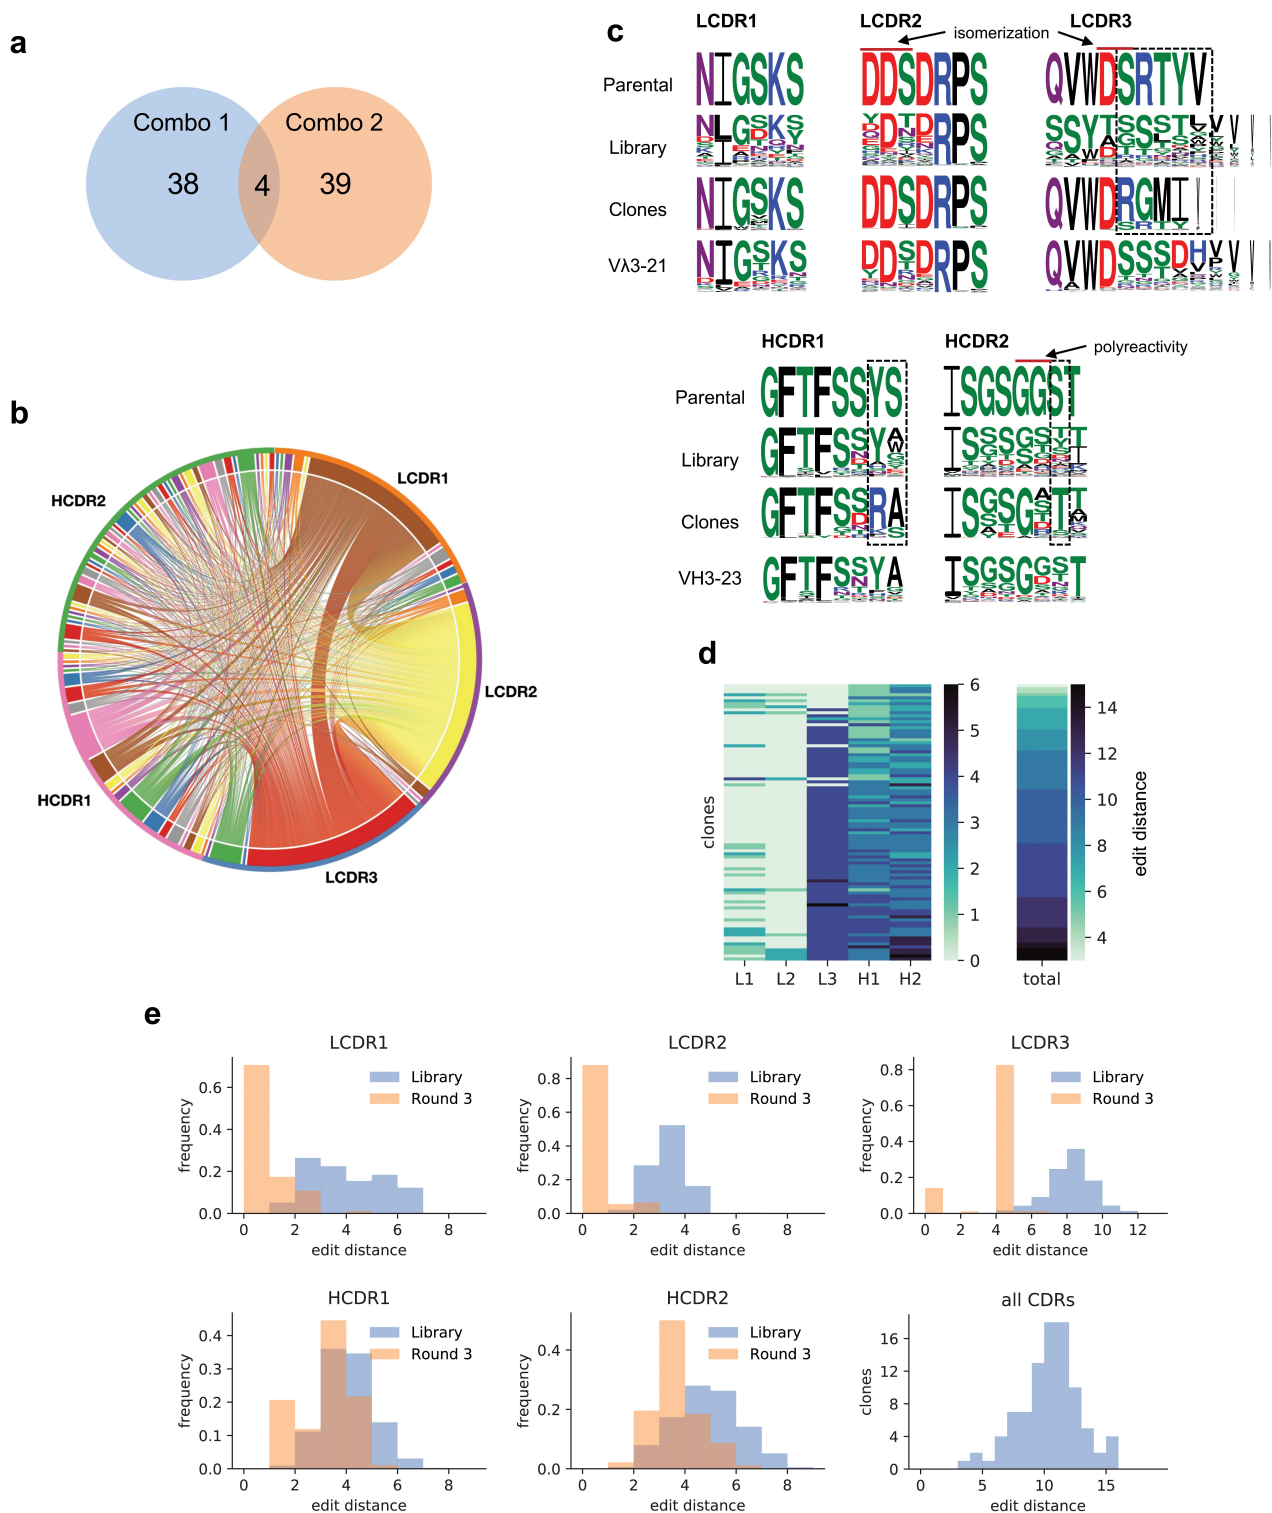 a
Combo 1
Combo 2
38
4
39
b
HCDR2
LCDR1
LCDR2
HCDR1
LCDR3
c
LCDR1
LCDR2
LCDR3
isomerization
Parental
NIGSKS
DDSDRPS
QVWDSRTYV
Library
Clones
Vλ3-21
HCDR1
HCDR2
polyreactivity
Parental
GFTFSSYS
ISGSGGST
Library
Clones
VH3-23
d
clones
L1 L2 L3 H1 H2
6
5
4
3
2
1
0
total
14
12
10
8
6
4
edit distance
e
LCDR1
Library
Round 3
frequency
0.6
0.4
0.2
0.0
0 2 4 6 8
edit distance
LCDR2
Library
Round 3
frequency
0.8
0.6
0.4
0.2
0.0
0 2 4 6 8
edit distance
LCDR3
Library
Round 3
frequency
0.8
0.6
0.4
0.2
0.0
0 2 4 6 8 10 12
edit distance
HCDR1
Library
Round 3
frequency
0.4
0.3
0.2
0.1
0.0
0 2 4 6 8
edit distance
HCDR2
Library
Round 3
frequency
0.4
0.2
0.0
0 2 4 6 8
edit distance
all CDRs
clones
16
12
8
4
0
0 5 10 15
edit distance